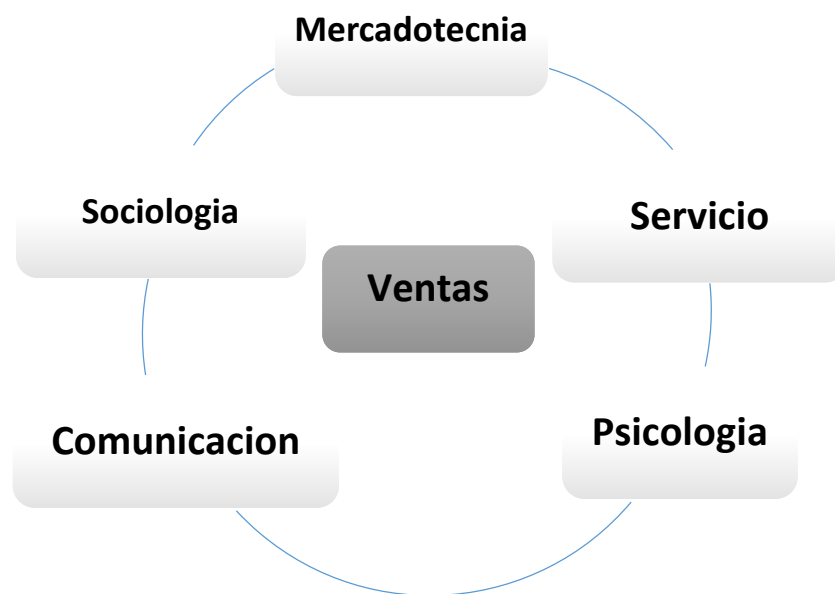 Mercadotecnia
Sociologia
Servicio
Ventas
Comunicacion
Psicologia